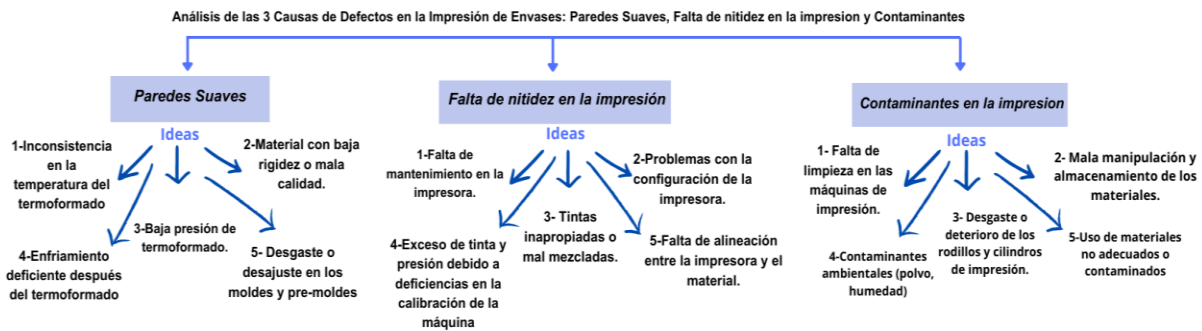 Análisis de las 3 Causas de Defectos en la Impresión de Envases: Paredes Suaves, Falta de nitidez en la impresion y Contaminantes
Paredes Suaves
Ideas
1-Inconsistencia
en la
temperatura del
termoformado
2-Material con baja
rigidez o mala
calidad.
3-Baja presión de
termoformado.
4-Enfriamiento
deficiente después
del termoformado
5- Desgaste o
desajuste en los
moldes y pre-moldes
Falta de nitidez en la impresión
Ideas
1-Falta de
mantenimiento en la
impresora.
2-Problemas con la
configuración de la
impresora.
3- Tintas
inapropiadas o
mal mezcladas.
4-Exceso de tinta y
presión debido a
deficiencias en la
calibración de la
máquina
5-Falta de alineación
entre la impresora y el
material.
Contaminantes en la impresion
Ideas
1- Falta de
limpieza en las
máquinas de
impresión.
2- Mala manipulación y
almacenamiento de los
materiales.
3- Desgaste o
deterioro de los
rodillos y cilindros
de impresión.
4-Contaminantes
ambientales (polvo,
humedad)
5-Uso de materiales
no adecuados o
contaminados